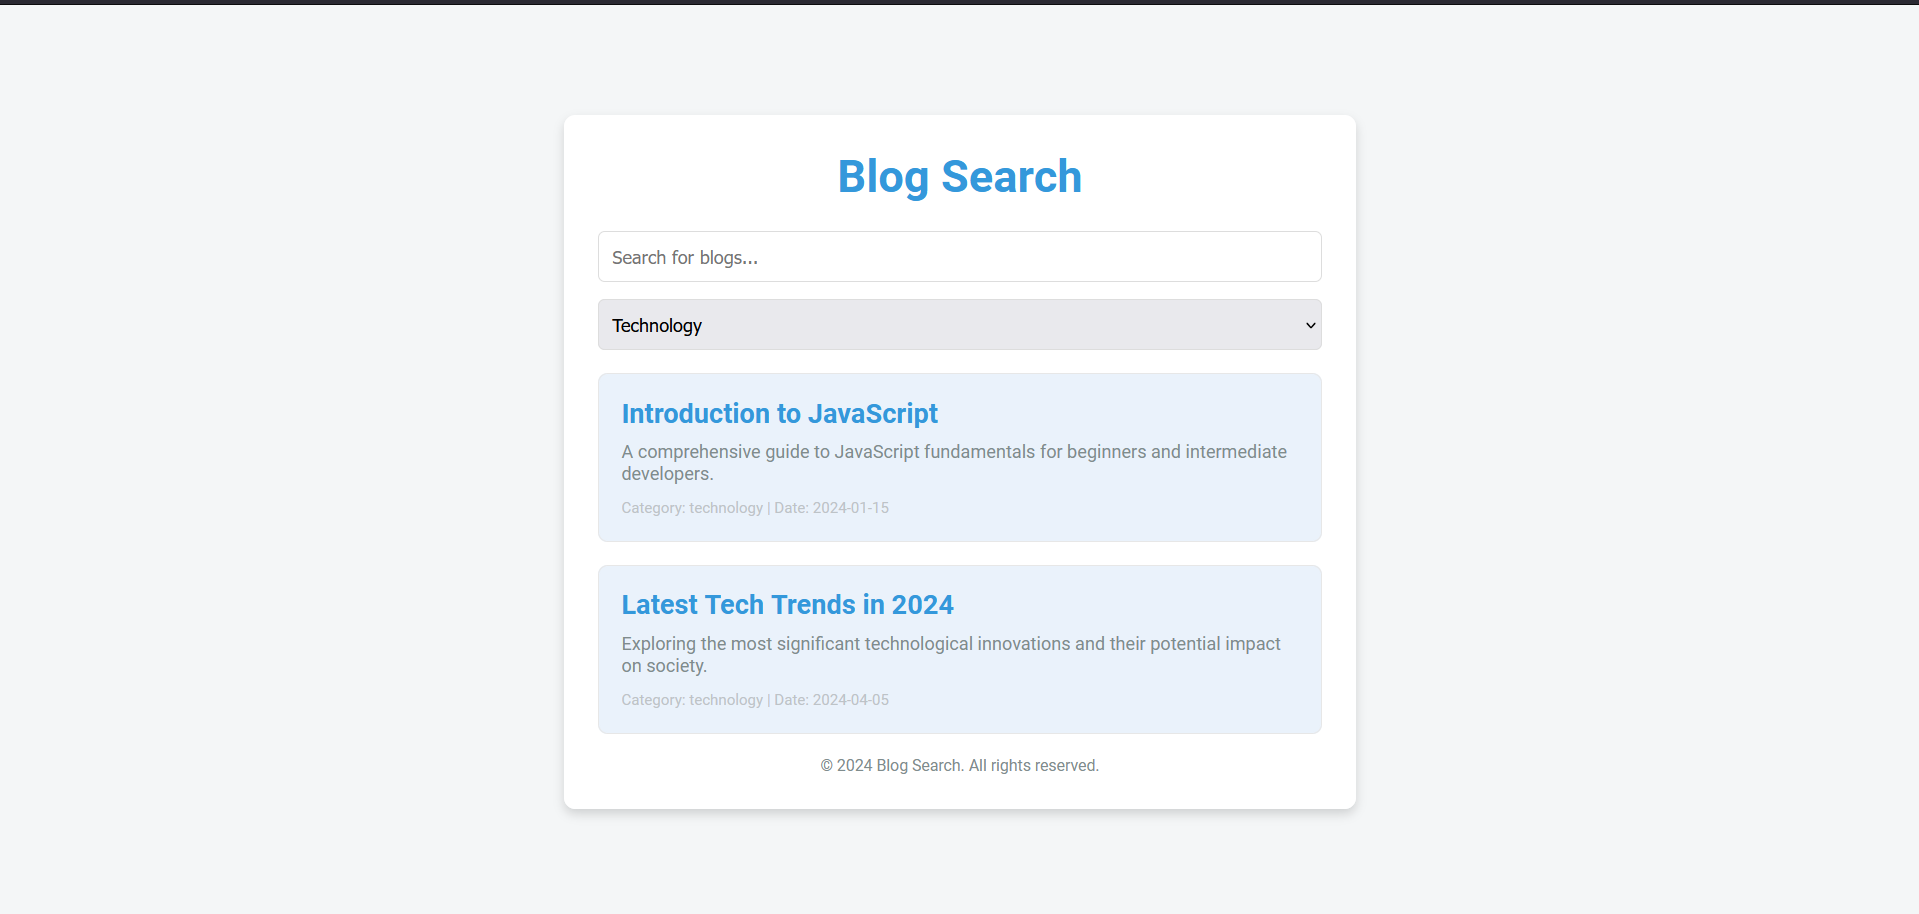 Blog Search
Search for blogs...
Technology
Introduction to JavaScript
A comprehensive guide to JavaScript fundamentals for beginners and intermediate
developers.
Category: technology | Date: 2024-01-15
Latest Tech Trends in 2024
Exploring the most significant technological innovations and their potential impact
on society.
Category: technology | Date: 2024-04-05
© 2024 Blog Search. All rights reserved.